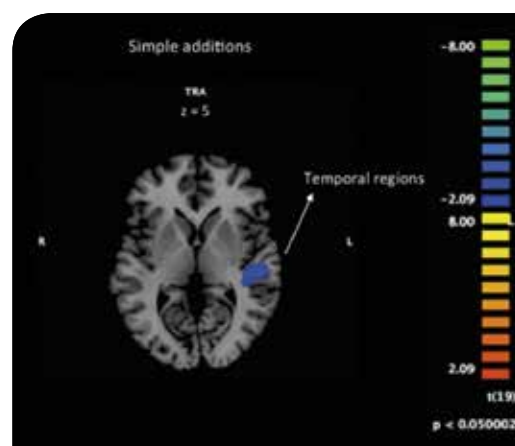 Simple additions
TRA
z = 5
Temporal regions
R
L
-8.00
-2.09
8.00
2.09
t(19)
p < 0.050002